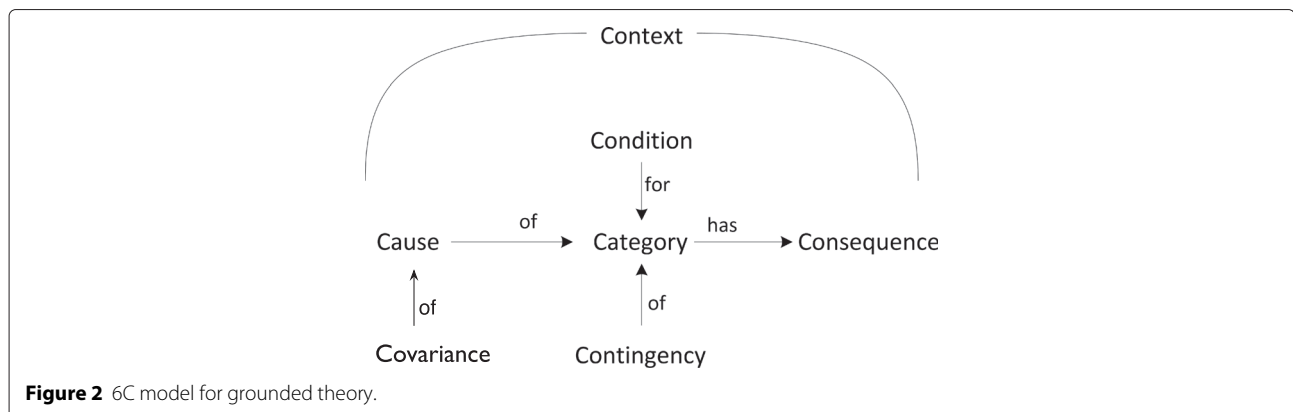 Context
Condition
for
Cause of Category has Consequence
of of
Covariance Contingency
Figure 2 6C model for grounded theory.